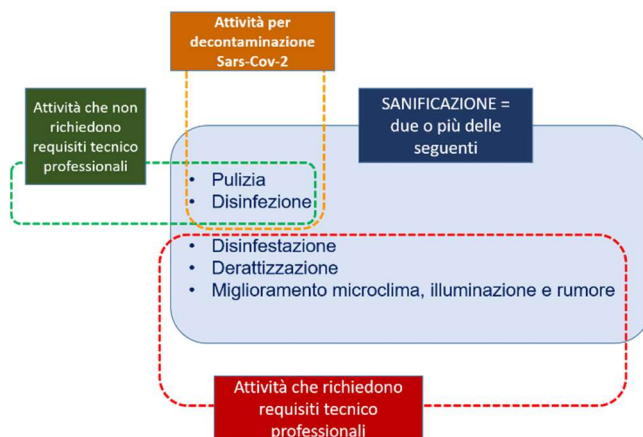 Attività per
decontaminazione
Sars-Cov-2
Attività che non
richiedono
requisiti tecnico
professionali
SANIFICAZIONE =
due o più delle
seguenti
• Pulizia
• Disinfezione
• Disinfestazione
• Derattizzazione
• Miglioramento microclima, illuminazione e rumore
Attività che richiedono
requisiti tecnico
professionali